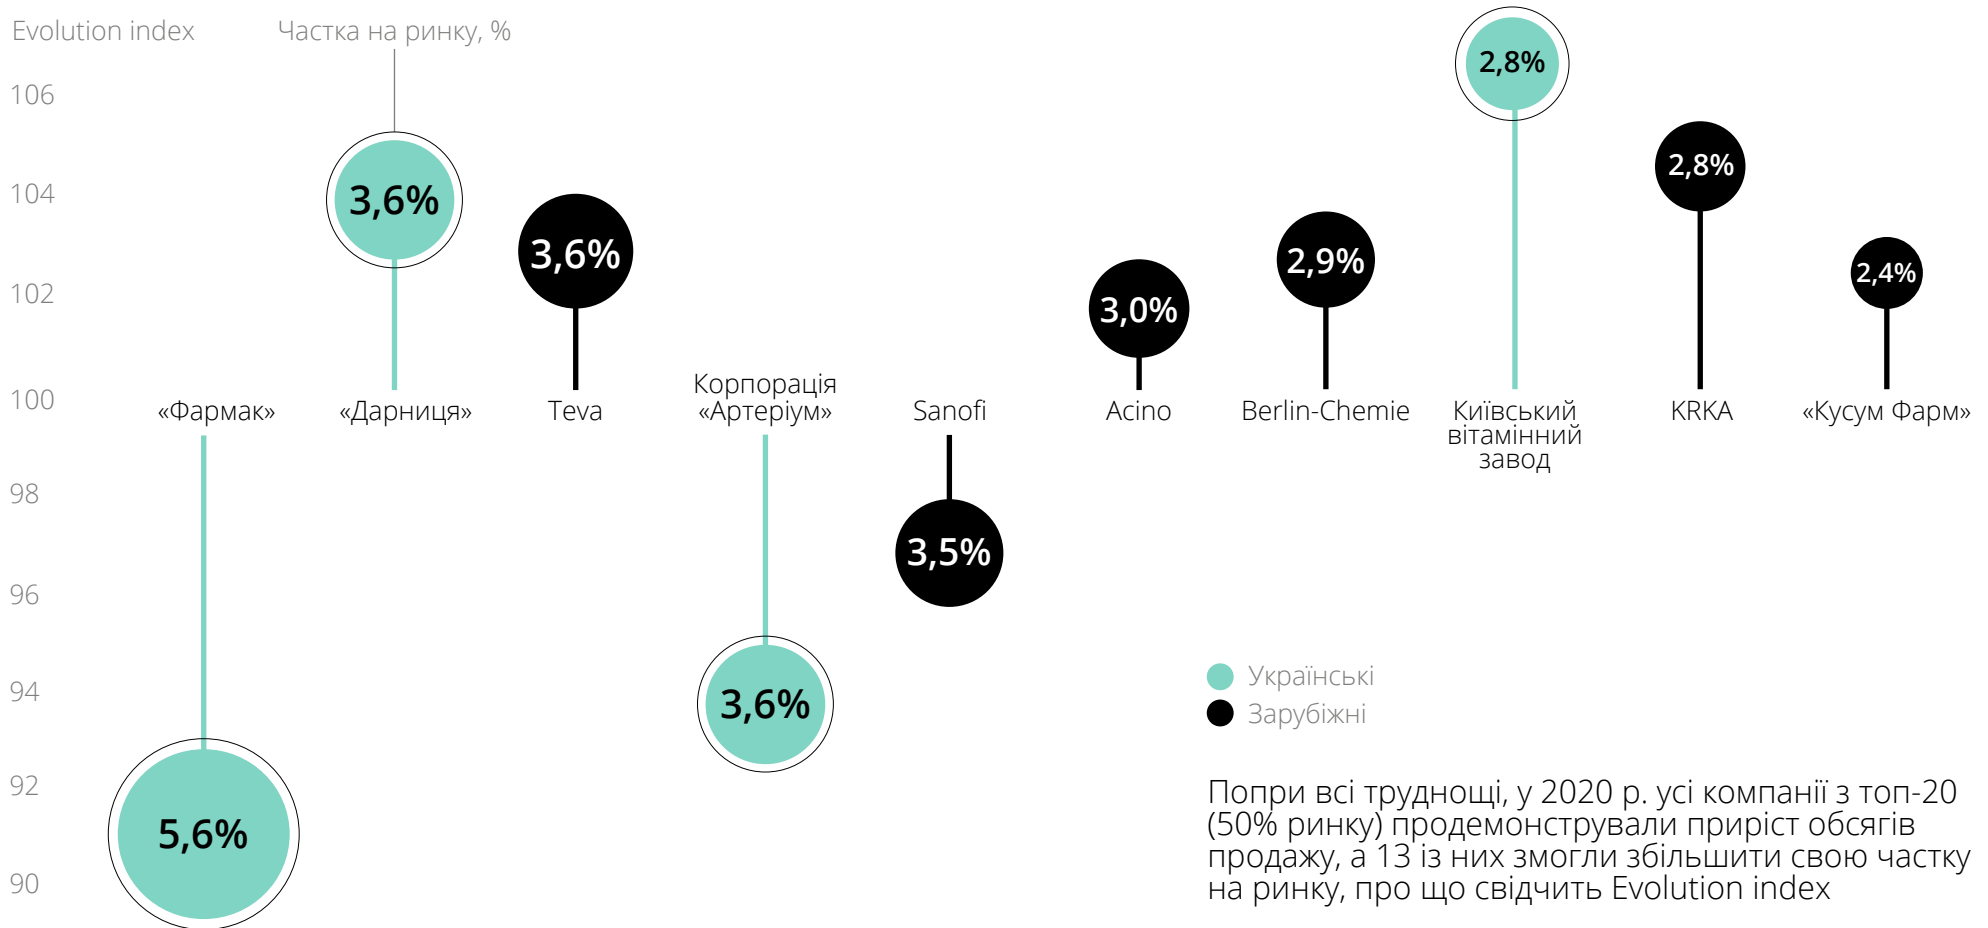 Evolution index
Частка на ринку, %
106
104
102
100
98
96
94
92
90
3,6%
3,6%
3,0%
2,9%
2,8%
2,8%
2,4%
«Фармак»
«Дарниця»
Teva
Корпорація
«Артеріум»
Sanofi
Acino
Berlin-Chemie
Київський
вітамінний
завод
KRKA
«Кусум Фарм»
5,6%
3,6%
3,5%
Українські
Зарубіжні
Попри всі труднощі, у 2020 р. усі компанії з топ-20
(50% ринку) продемонстрували приріст обсягів
продажу, а 13 із них змогли збільшити свою частку
на ринку, про що свідчить Evolution index